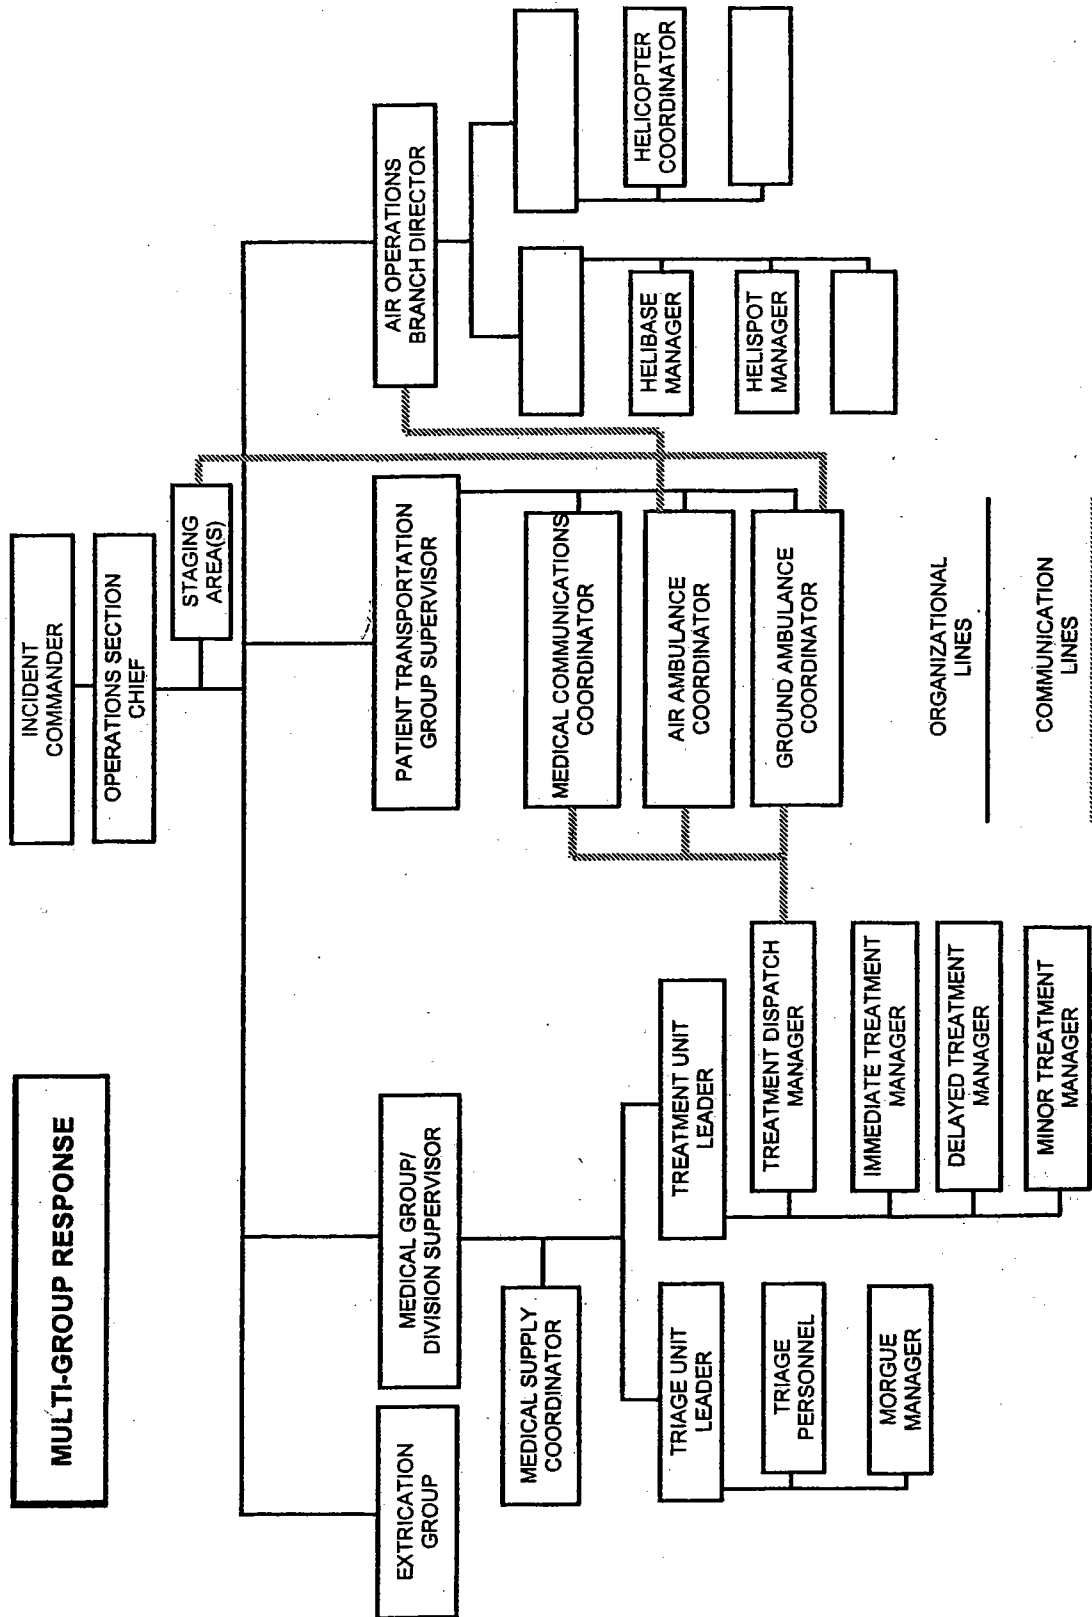 MULTI-GROUP RESPONSE
INCIDENT
COMMANDER
OPERATIONS SECTION
CHIEF
STAGING
AREA(S)
EXTRICATION
GROUP
MEDICAL GROUP/
DIVISION SUPERVISOR
PATIENT TRANSPORTATION
GROUP SUPERVISOR
AIR OPERATIONS
BRANCH DIRECTOR
MEDICAL SUPPLY
COORDINATOR
TRIAGE UNIT
LEADER
TRIAGE
PERSONNEL
MORGUE
MANAGER
TREATMENT UNIT
LEADER
TREATMENT DISPATCH
MANAGER
IMMEDIATE TREATMENT
MANAGER
DELAYED TREATMENT
MANAGER
MINOR TREATMENT
MANAGER
MEDICAL COMMUNICATIONS
COORDINATOR
AIR AMBULANCE
COORDINATOR
GROUND AMBULANCE
COORDINATOR
HELIBASE
MANAGER
HELISPOT
MANAGER
HELICOPTER
COORDINATOR
ORGANIZATIONAL
LINES
COMMUNICATION
LINES